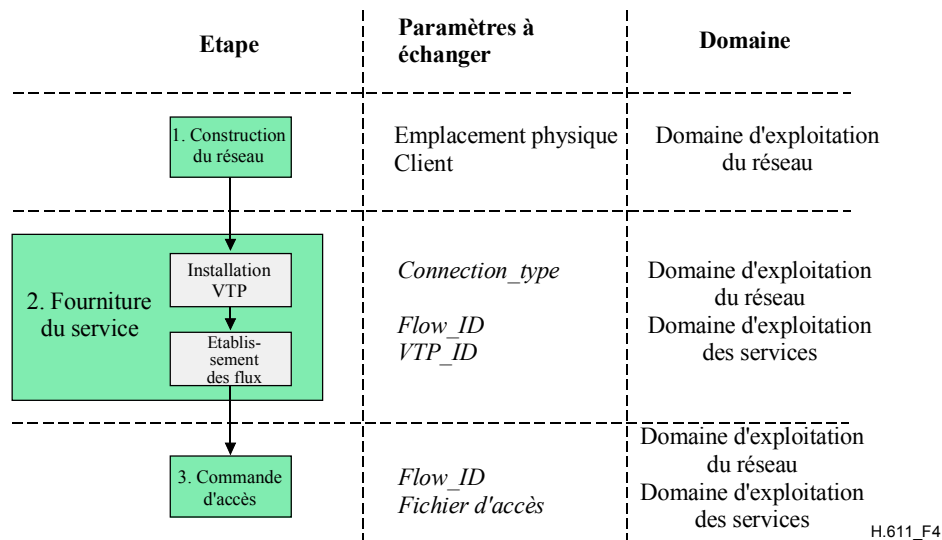 Etape
Paramètres à
échanger
Domaine
1. Construction
du réseau
Emplacement physique
Client
Domaine d'exploitation
du réseau
2. Fourniture
du service
Installation
VTP
Etablis-
sement
des flux
Connection_type
Flow_ID
VTP_ID
Domaine d'exploitation
du réseau
Domaine d'exploitation
des services
3. Commande
d'accès
Flow_ID
Fichier d'accès
Domaine d'exploitation
du réseau
Domaine d'exploitation
des services
H.611_F4